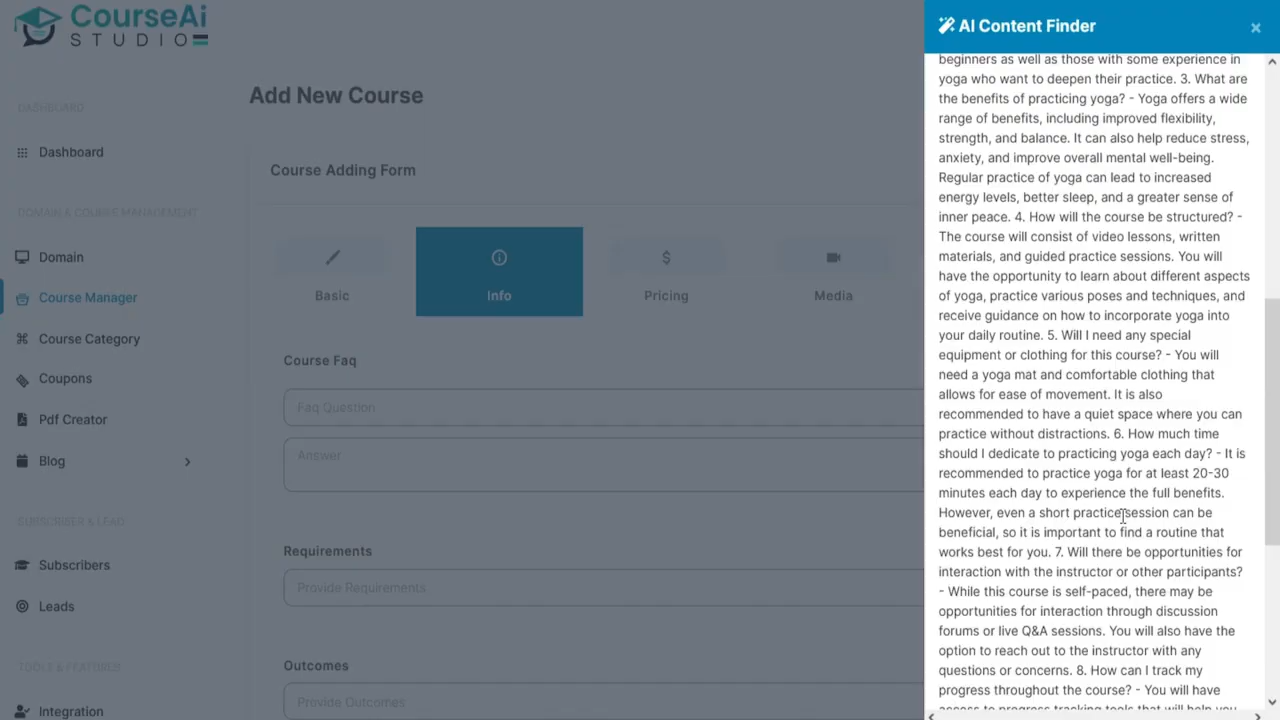 CourseAi
STUDIO
DASHBOARD
Dashboard
DOMAIN & COURSE MANAGEMENT
Domain
Course Manager
Course Category
Coupons
Pdf Creator
Blog
SUBSCRIBER & LEAD
Subscribers
Leads
TOOLS & FEATURES
Integration
Add New Course
Course Adding Form
Basic
Info
Pricing
Media
Course Faq
Faq Question
Answer
Requirements
Provide Requirements
Outcomes
Provide Outcomes
AI Content Finder
beginners as well as those with some experience in
yoga who want to deepen their practice. 3. What are
the benefits of practicing yoga? - Yoga offers a wide
range of benefits, including improved flexibility,
strength, and balance. It can also help reduce stress,
anxiety, and improve overall mental well-being.
Regular practice of yoga can lead to increased
energy levels, better sleep, and a greater sense of
inner peace. 4. How will the course be structured? -
The course will consist of video lessons, written
materials, and guided practice sessions. You will
have the opportunity to learn about different aspects
of yoga, practice various poses and techniques, and
receive guidance on how to incorporate yoga into
your daily routine. 5. Will I need any special
equipment or clothing for this course? - You will
need a yoga mat and comfortable clothing that
allows for ease of movement. It is also
recommended to have a quiet space where you can
practice without distractions. 6. How much time
should I dedicate to practicing yoga each day? - It is
recommended to practice yoga for at least 20-30
minutes each day to experience the full benefits.
However, even a short practice session can be
beneficial, so it is important to find a routine that
works best for you. 7. Will there be opportunities for
interaction with the instructor or other participants?
- While this course is self-paced, there may be
opportunities for interaction through discussion
forums or live Q&A sessions. You will also have the
option to reach out to the instructor with any
questions or concerns. 8. How can I track my
progress throughout the course? - You will have
access to progress tracking tools that will help you